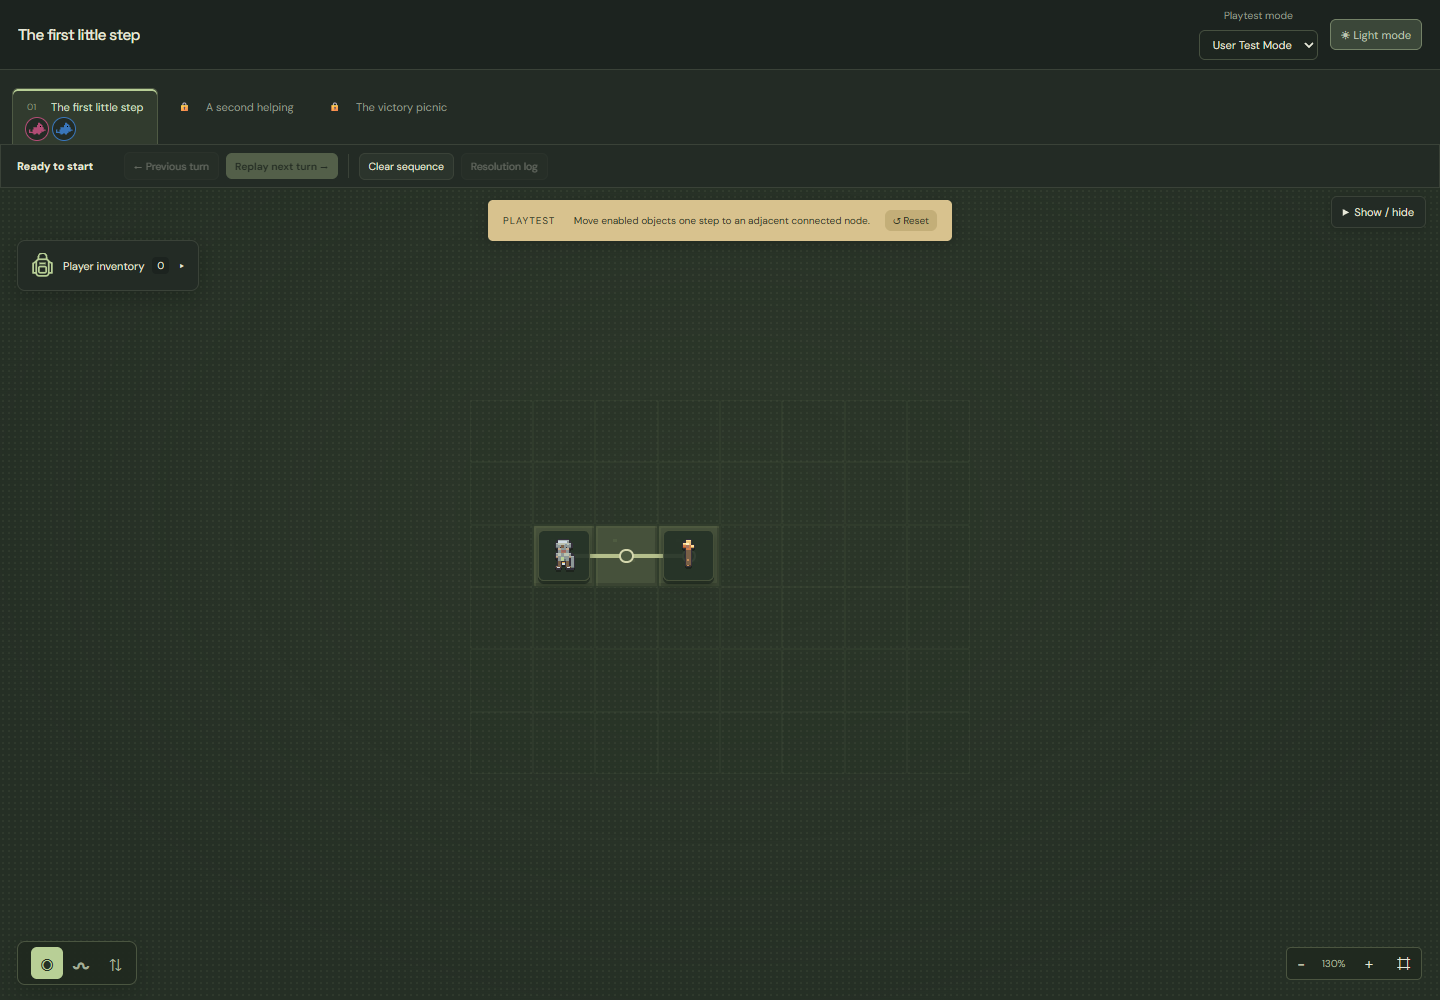 The first little step
Playtest mode
User Test Mode
☀ Light mode
01 The first little step
A second helping
The victory picnic
Ready to start
← Previous turn
Replay next turn →
Clear sequence
Resolution log
PLAYTEST Move enabled objects one step to an adjacent connected node. ↺ Reset
▶ Show / hide
Player inventory 0 ▸
− 130% +